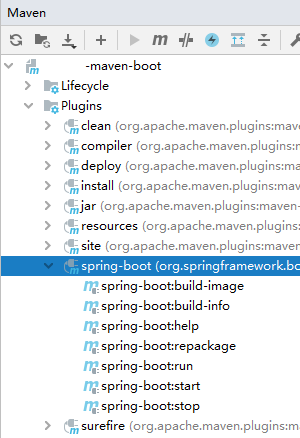 Maven
-maven-boot
Lifecycle
Plugins
clean (org.apache.maven.plugins:mave
compiler (org.apache.maven.plugins:m
deploy (org.apache.maven.plugins:ma
install (org.apache.maven.plugins:mav
jar (org.apache.maven.plugins:maven-
resources (org.apache.maven.plugins:
site (org.apache.maven.plugins:maven
spring-boot (org.springframework.bo
spring-boot:build-image
spring-boot:build-info
spring-boot:help
spring-boot:repackage
spring-boot:run
spring-boot:start
spring-boot:stop
surefire (org.apache.maven.plugins:m